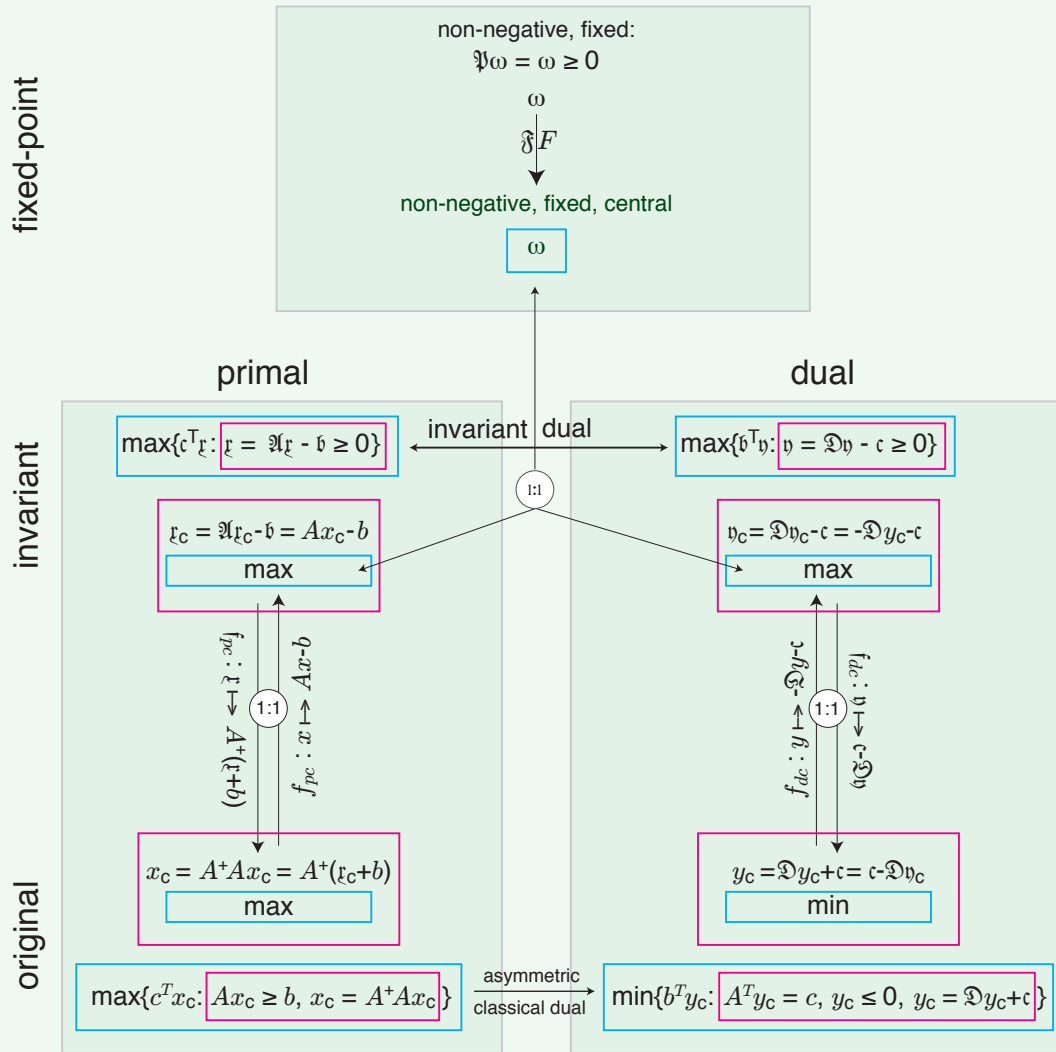 non-negative, fixed:
𝔓ω = ω ≥ 0
ω
𝔉F
non-negative, fixed, central
ω
fixed-point
primal
dual
max{𝔠ᵀ𝔵: 𝔵 = 𝔄𝔵 - 𝔟 ≥ 0}
invariant dual
max{𝔟ᵀ𝔶: 𝔶 = 𝔇𝔶 - 𝔠 ≥ 0}
1:1
invariant
𝔵c = 𝔄𝔵c-𝔟 = Axc-b
max
𝔶c= 𝔇𝔶c-𝔠 = -𝔇yc-𝔠
max
𝔣pc : 𝔵 ↦ A⁺(𝔵+b)
1:1
fpc : x ↦ Ax-b
fdc : y ↦ -𝔇y-𝔠
1:1
𝔣dc : 𝔶 ↦ 𝔠-𝔇𝔶
original
xc = A⁺Axc = A⁺(𝔵c+b)
max
yc =𝔇yc+𝔠= 𝔠-𝔇𝔶c
min
max{cᵀxc: Axc ≥ b, xc = A⁺Axc}
asymmetric
classical dual
min{bᵀyc: Aᵀyc = c, yc ≤ 0, yc = 𝔇yc+𝔠}